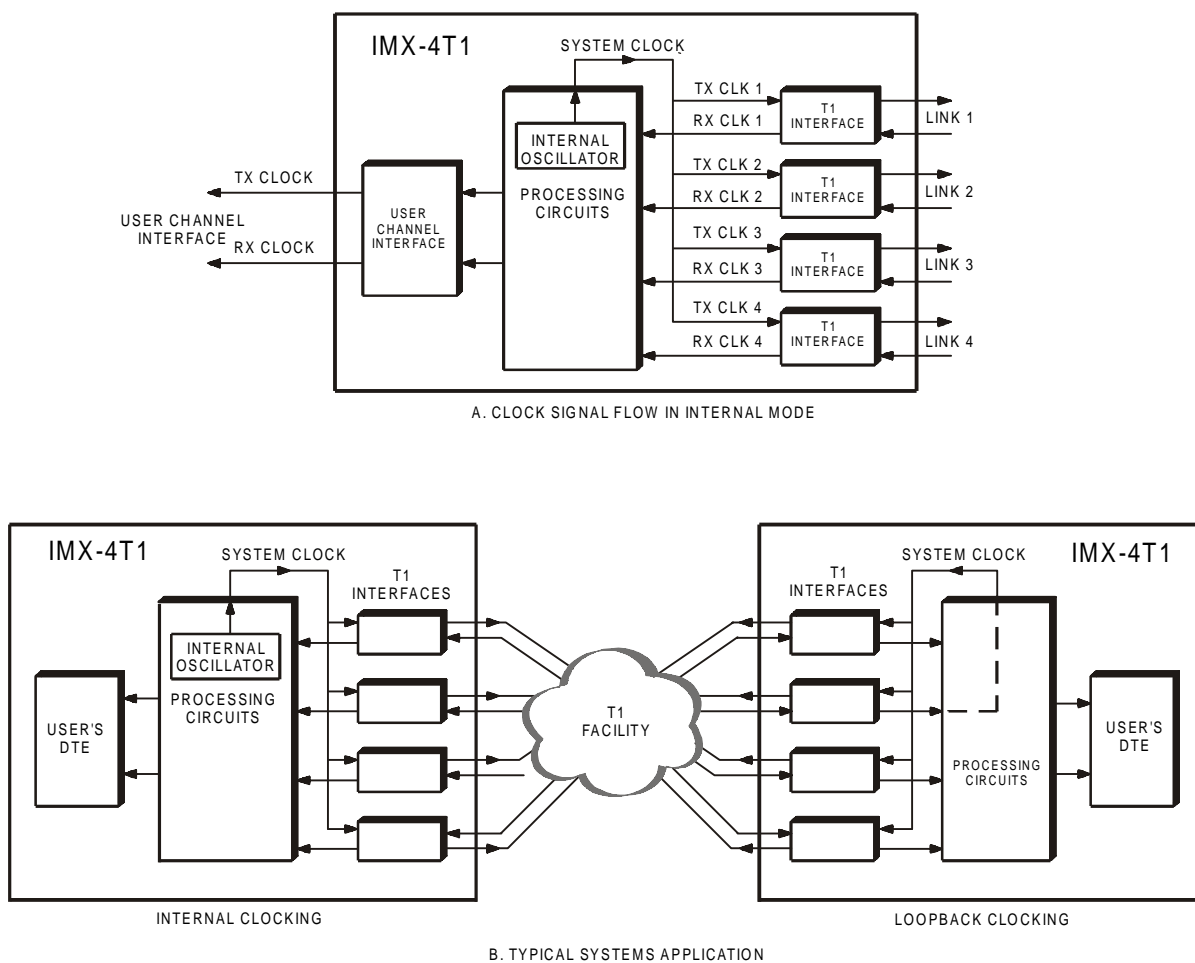 IMX-4T1
SYSTEM CLOCK
TX CLK 1
RX CLK 1
T1
INTERFACE
LINK 1
INTERNAL
OSCILLATOR
TX CLK 2
RX CLK 2
T1
INTERFACE
LINK 2
TX CLOCK
USER CHANNEL
INTERFACE
RX CLOCK
USER
CHANNEL
INTERFACE
PROCESSING
CIRCUITS
TX CLK 3
RX CLK 3
T1
INTERFACE
LINK 3
TX CLK 4
RX CLK 4
T1
INTERFACE
LINK 4
A. CLOCK SIGNAL FLOW IN INTERNAL MODE
IMX-4T1
SYSTEM CLOCK
T1
INTERFACES
INTERNAL
OSCILLATOR
PROCESSING
CIRCUITS
USER'S
DTE
T1
FACILITY
IMX-4T1
SYSTEM CLOCK
T1
INTERFACES
PROCESSING
CIRCUITS
USER'S
DTE
INTERNAL CLOCKING
LOOPBACK CLOCKING
B. TYPICAL SYSTEMS APPLICATION